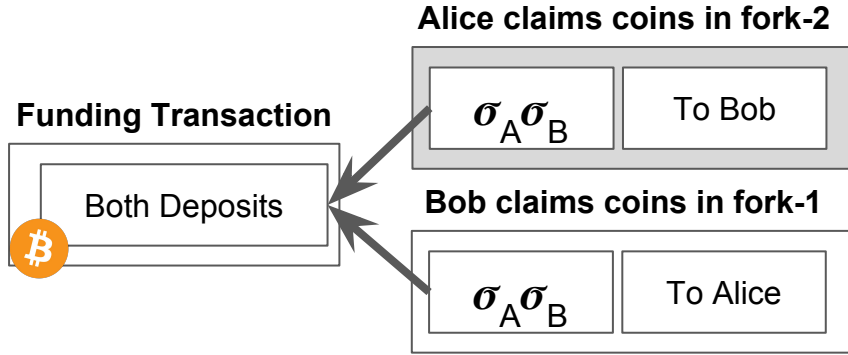 Alice claims coins in fork-2
σAσB
To Bob
Funding Transaction
Both Deposits
Bob claims coins in fork-1
σAσB
To Alice